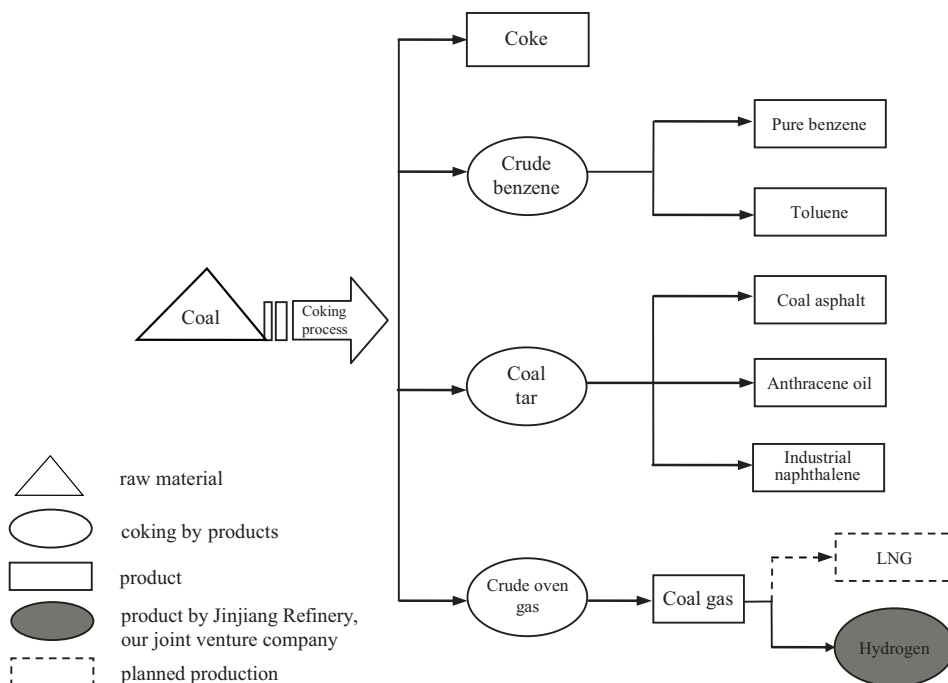 Coke
Pure benzene
Crude
benzene
Toluene
Coal
Coking
process
Coal asphalt
Coal
tar
Anthracene oil
Industrial
naphthalene
raw material
coking by products
product
product by Jinjiang Refinery,
our joint venture company
planned production
Crude oven
gas
Coal gas
LNG
Hydrogen